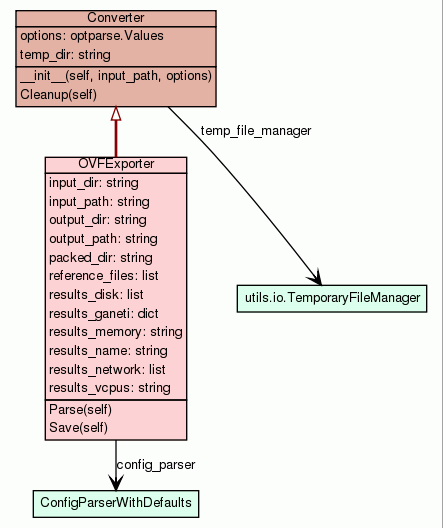 Converter
options: optparse.Values
temp_dir: string
__init__(self, input_path, options)
Cleanup(self)
temp_file_manager
OVFExporter
input_dir: string
input_path: string
output_dir: string
output_path: string
packed_dir: string
reference_files: list
results_disk: list
results_ganeti: dict
results_memory: string
results_name: string
results_network: list
results_vcpus: string
Parse(self)
Save(self)
utils.io.TemporaryFileManager
config_parser
ConfigParserWithDefaults